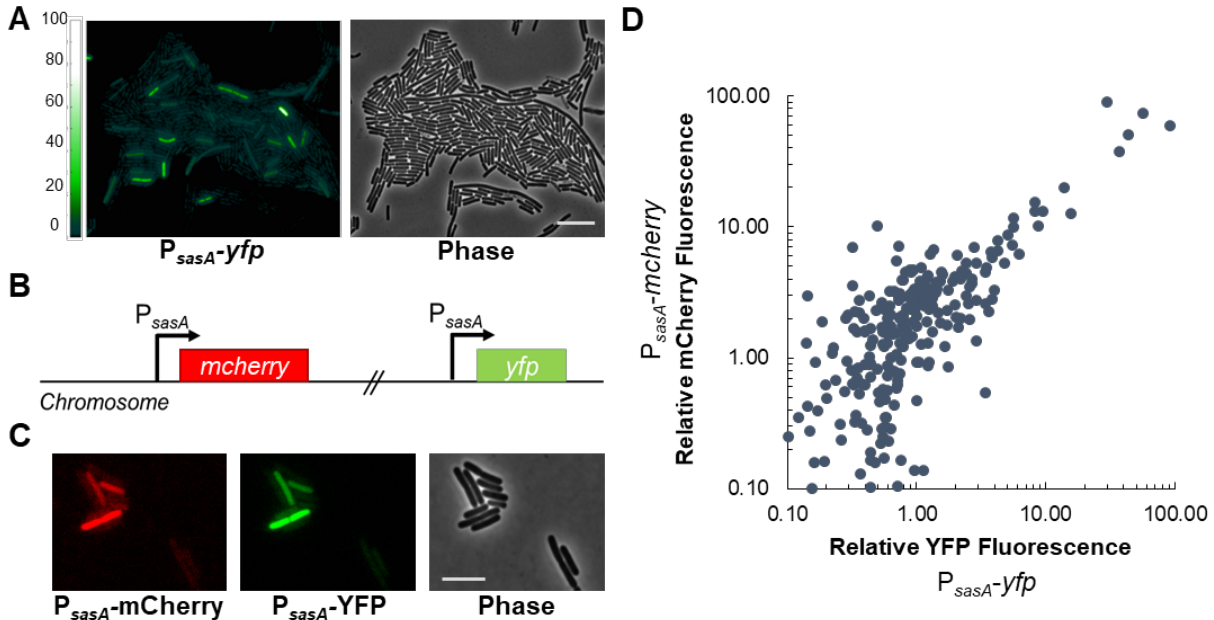 A
100
80
60
40
20
0
PsasA-yfp
Phase
B
PsasA
PsasA
mcherry
yfp
Chromosome
C
PsasA-mCherry
PsasA-YFP
Phase
D
PsasA-mcherry
Relative mCherry Fluorescence
100.00
10.00
1.00
0.10
0.10
1.00
10.00
100.00
Relative YFP Fluorescence
PsasA-yfp